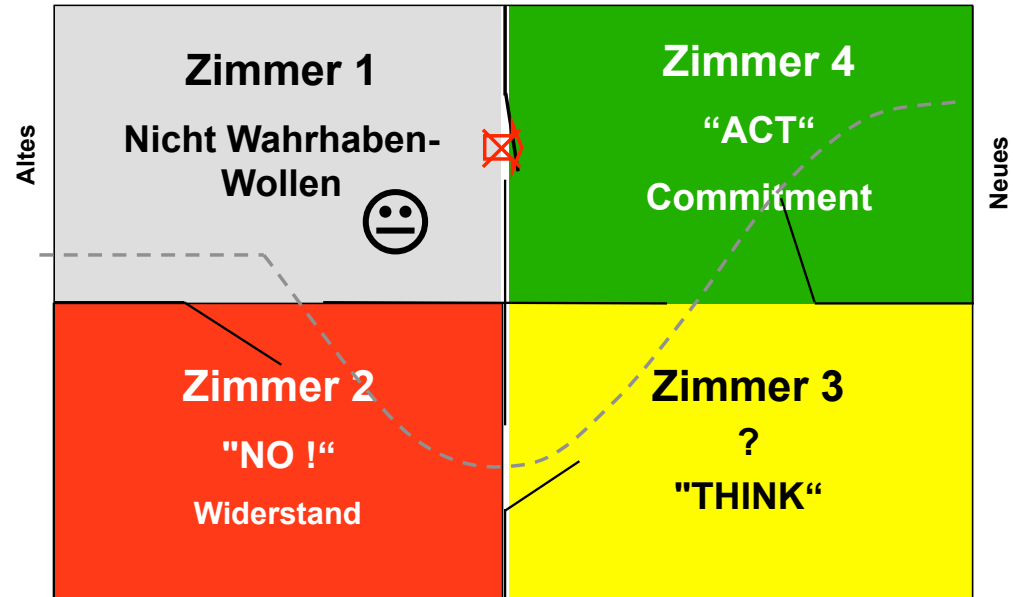 Altes
Zimmer 1
Nicht Wahrhaben-
Wollen
Zimmer 4
“ACT“
Commitment
Neues
Zimmer 2
"NO !“
Widerstand
Zimmer 3
?
"THINK“